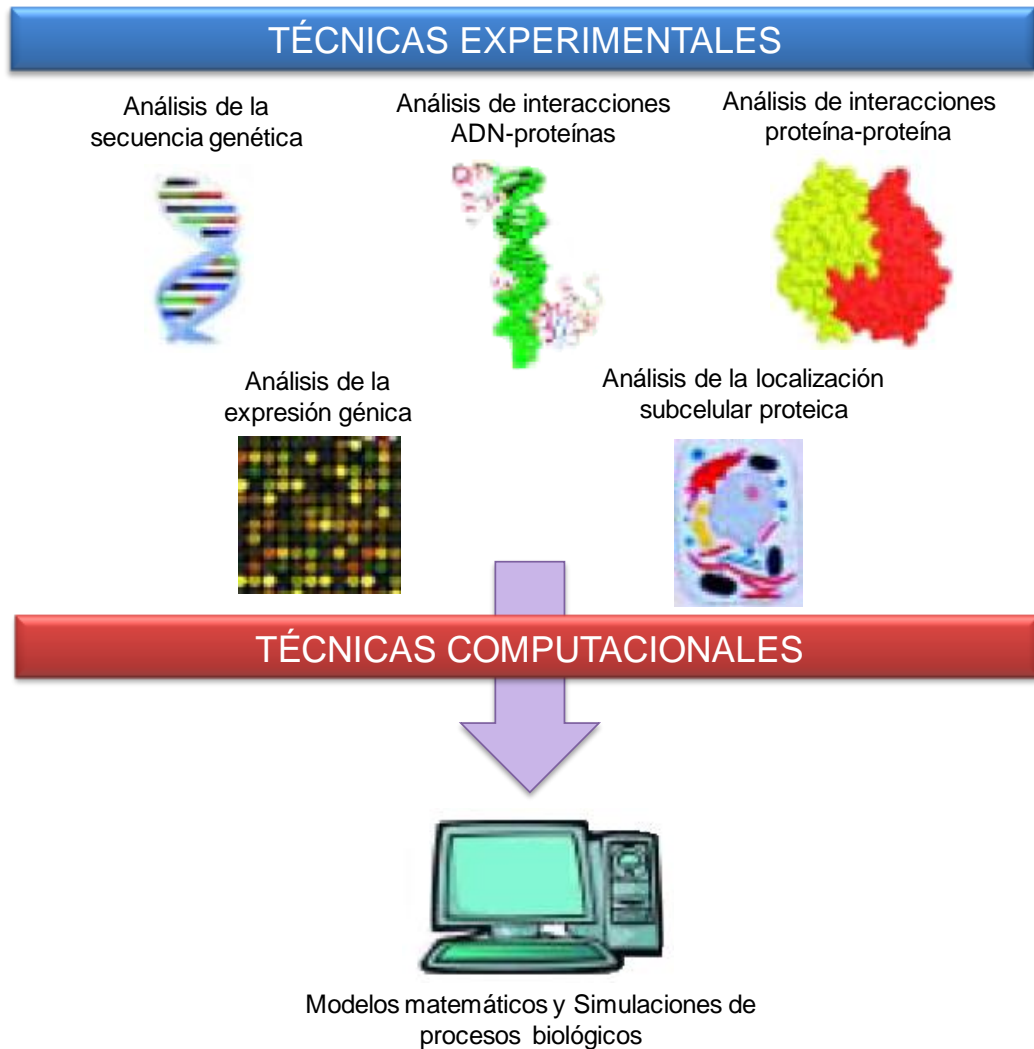 TÉCNICAS EXPERIMENTALES
Análisis de la
secuencia genética
Análisis de interacciones
ADN-proteínas
Análisis de interacciones
proteína-proteína
Análisis de la
expresión génica
Análisis de la localización
subcelular proteica
TÉCNICAS COMPUTACIONALES
Modelos matemáticos y Simulaciones de
procesos biológicos